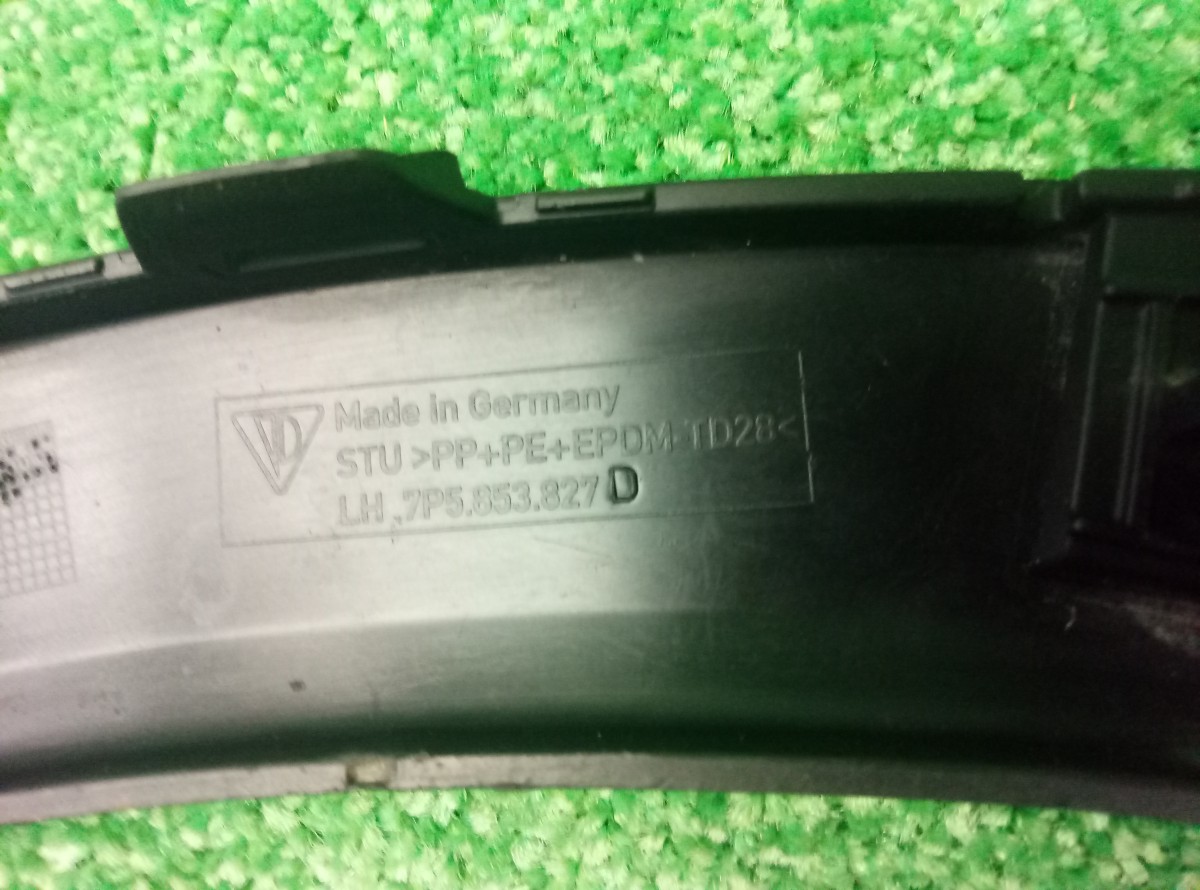 Made in Germany
STU >PP+PE+EPDM-TD28<
LH .7P5.853.827 D